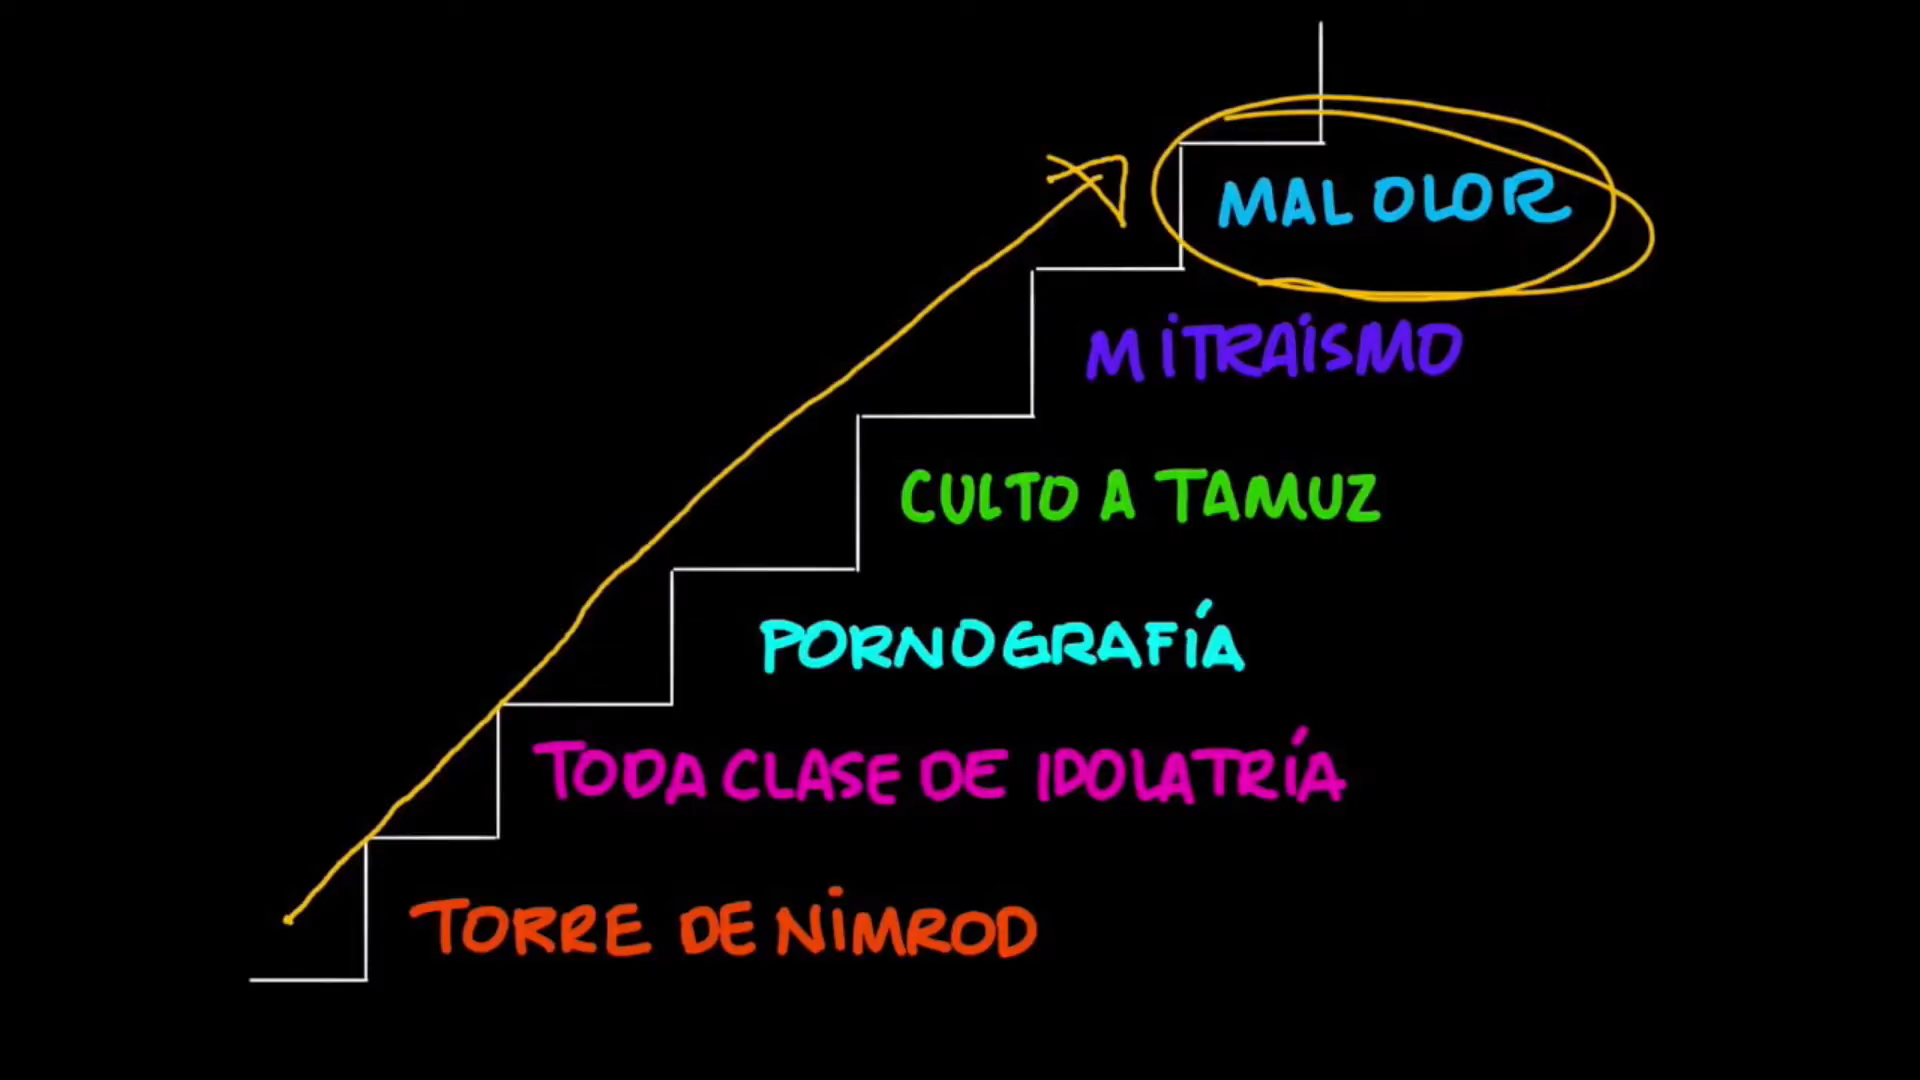 MAL OLOR
MITRAÍSMO
CULTO A TAMUZ
PORNOGRAFÍA
TODA CLASE DE IDOLATRÍA
TORRE DE NIMROD